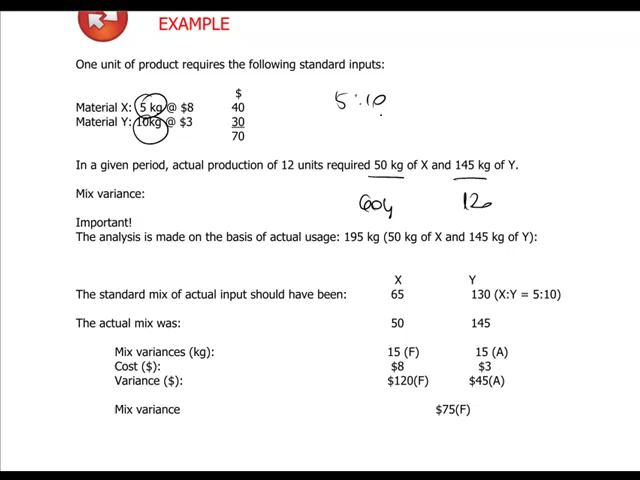 EXAMPLE
One unit of product requires the following standard inputs:
$
Material X: 5 kg @ $8 40
Material Y: 10kg @ $3 30
70
5:10
In a given period, actual production of 12 units required 50 kg of X and 145 kg of Y.
Mix variance:
120
Important!
The analysis is made on the basis of actual usage: 195 kg (50 kg of X and 145 kg of Y):
X Y
The standard mix of actual input should have been: 65 130 (X:Y = 5:10)
The actual mix was: 50 145
Mix variances (kg): 15 (F) 15 (A)
Cost ($): $8 $3
Variance ($): $120(F) $45(A)
Mix variance $75(F)